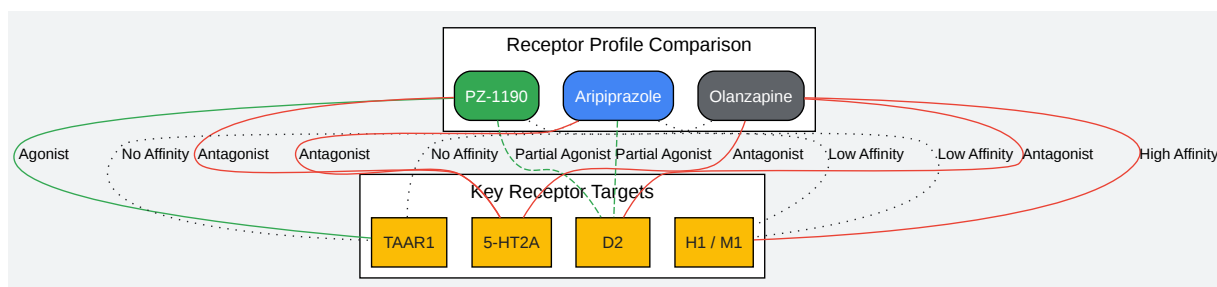 Receptor Profile Comparison
PZ-1190
Aripiprazole
Olanzapine
Agonist
No Affinity
Antagonist
Antagonist
No Affinity
Partial Agonist
Partial Agonist
Antagonist
Low Affinity
Low Affinity
Antagonist
High Affinity
Key Receptor Targets
TAAR1
5-HT2A
D2
H1 / M1